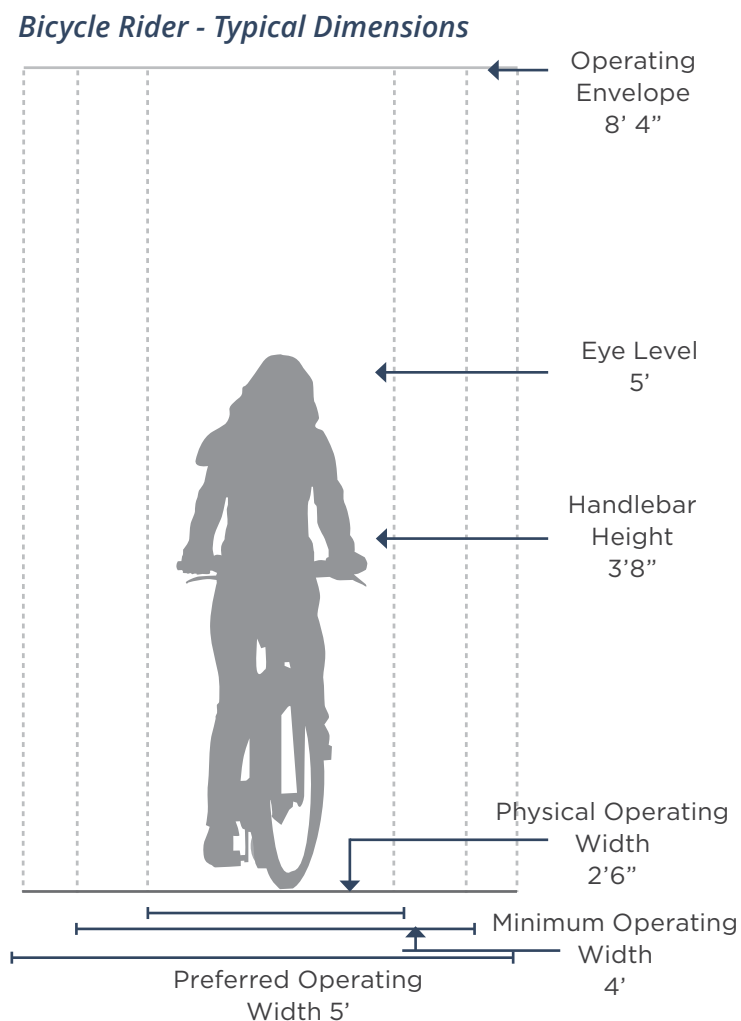 Bicycle Rider - Typical Dimensions
Operating
Envelope
8’ 4”
Eye Level
5’
Handlebar
Height
3’8”
Physical Operating
Width
2’6”
Minimum Operating
Width
4’
Preferred Operating
Width 5’